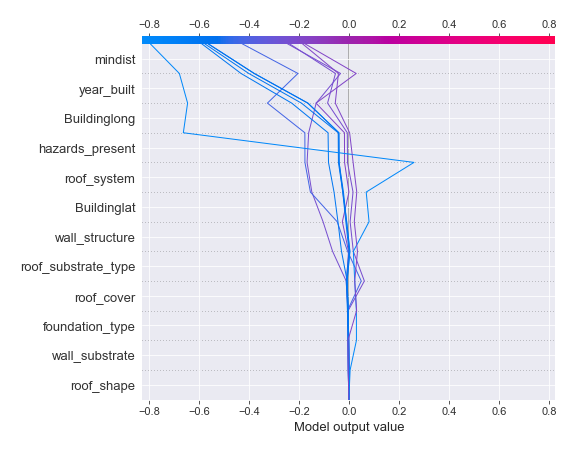 −0.8 −0.6 −0.4 −0.2 0.0 0.2 0.4 0.6 0.8
mindist
year_built
Buildinglong
hazards_present
roof_system
Buildinglat
wall_structure
roof_substrate_type
roof_cover
foundation_type
wall_substrate
roof_shape
−0.8 −0.6 −0.4 −0.2 0.0 0.2 0.4 0.6 0.8
Model output value